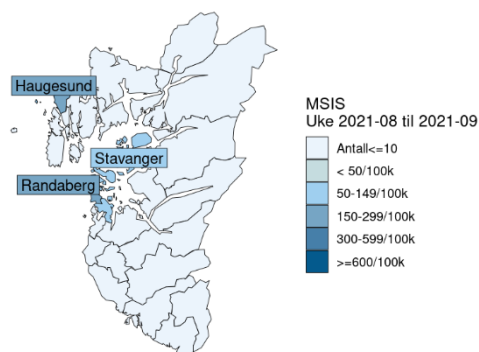 Haugesund
Stavanger
Randaberg
MSIS
Uke 2021-08 til 2021-09
Antall<=10
< 50/100k
50-149/100k
150-299/100k
300-599/100k
>=600/100k